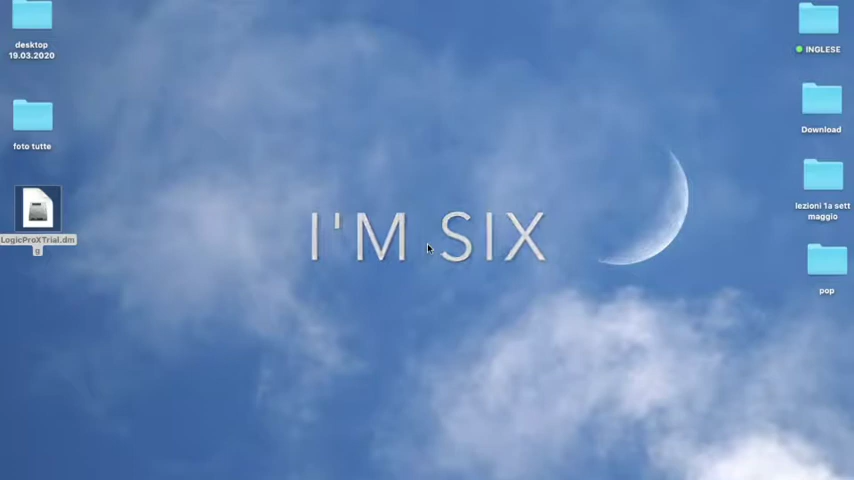 desktop
19.03.2020
foto tutte
LogicProXTrial.dm
g
I'M SIX
INGLESE
Download
lezioni 1a sett
maggio
pop